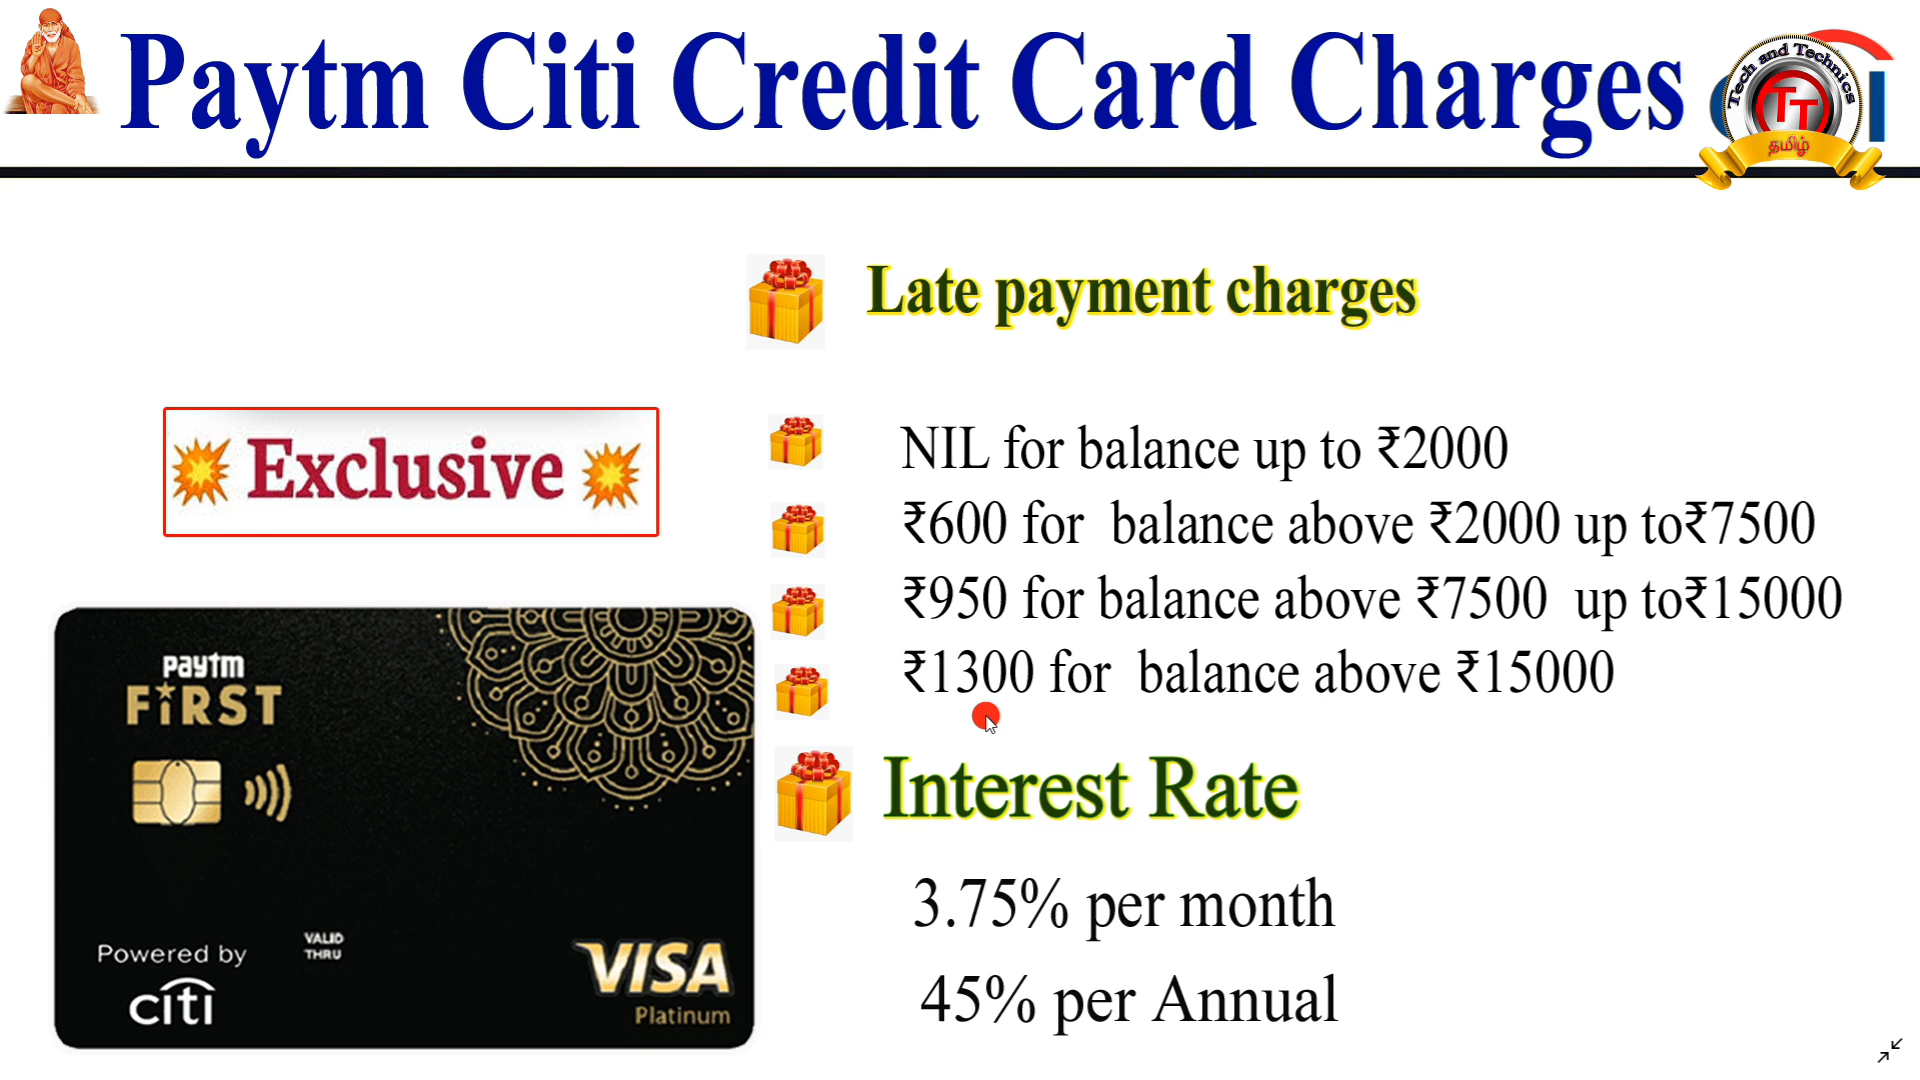 Paytm Citi Credit Card Charges
Tech and Technics
TT
தமிழ்
Late payment charges
Exclusive
NIL for balance up to ₹2000
₹600 for  balance above ₹2000 up to₹7500
₹950 for balance above ₹7500  up to₹15000
₹1300 for  balance above ₹15000
paytm
FiRST
Interest Rate
3.75% per month
45% per Annual
Powered by
citi
VALID
THRU
VISA
Platinum